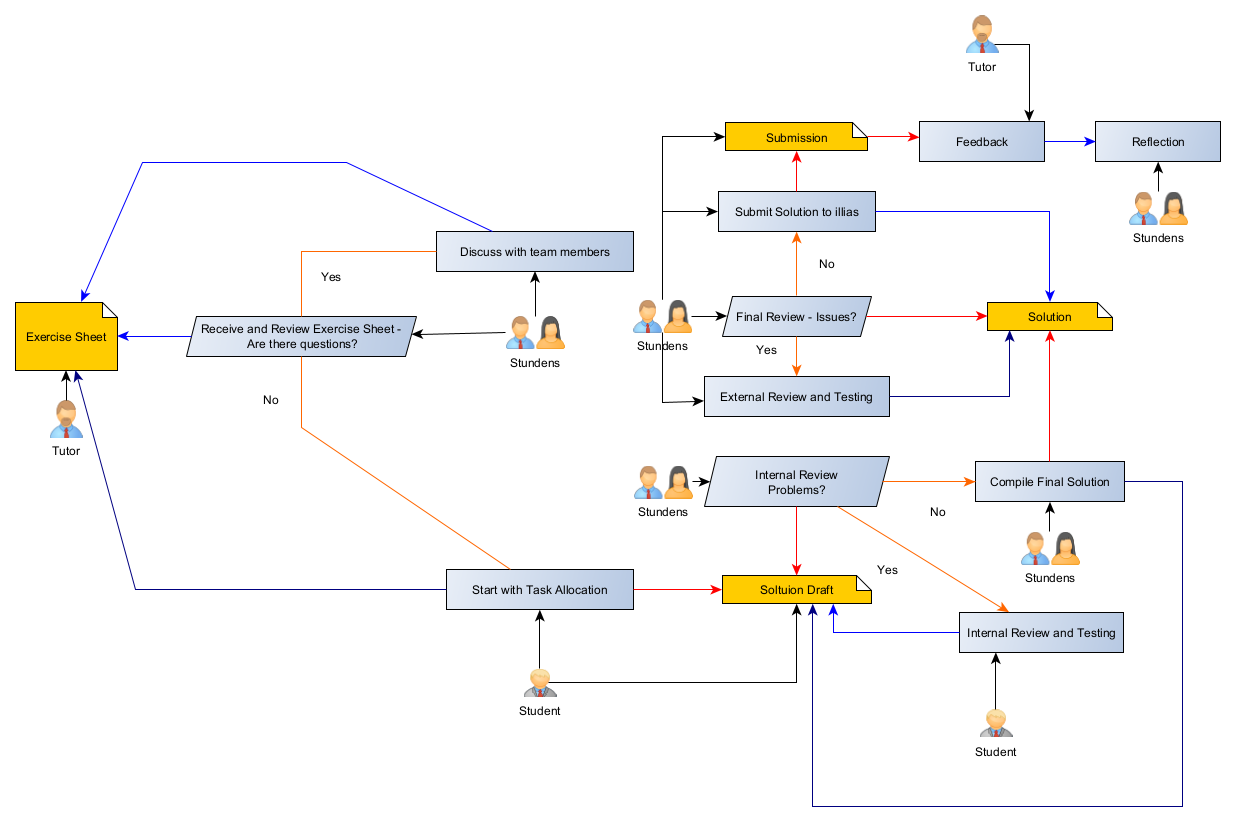 Tutor
Submission
Feedback
Reflection
Submit Solution to illias
Stundens
Discuss with team members
No
Yes
Exercise Sheet
Receive and Review Exercise Sheet -
Are there questions?
Stundens
Stundens
Final Review - Issues?
Solution
Yes
External Review and Testing
No
Tutor
Internal Review
Problems?
Compile Final Solution
Stundens
No
Stundens
Yes
Start with Task Allocation
Soltuion Draft
Internal Review and Testing
Student
Student